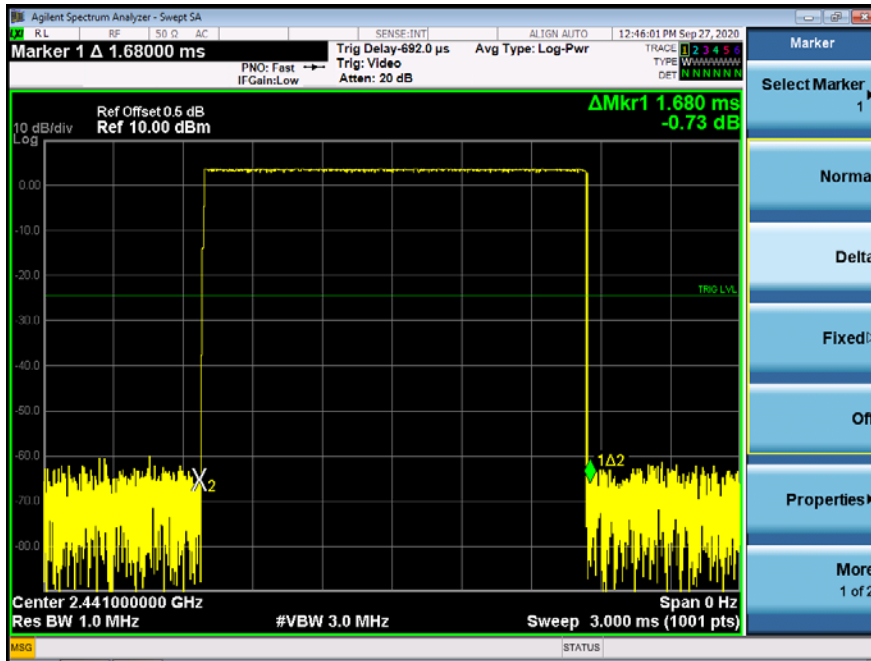 Agilent Spectrum Analyzer - Swept SA
LXI RL RF 50 Ω AC SENSE:INT ALIGN AUTO 12:46:01 PM Sep 27, 2020
Marker 1 Δ 1.68000 ms
Trig Delay-692.0 µs Avg Type: Log-Pwr TRACE 1 2 3 4 5 6
PNO: Fast Trig: Video TYPE W
IFGain:Low Atten: 20 dB DET N N N N N N
ΔMkr1 1.680 ms
-0.73 dB
Ref Offset 0.5 dB
10 dB/div Ref 10.00 dBm
Log
0.00
-10.0
-20.0
TRIG LVL
-30.0
-40.0
-50.0
-60.0
1Δ2
X2
-70.0
-80.0
Center 2.441000000 GHz Span 0 Hz
Res BW 1.0 MHz #VBW 3.0 MHz Sweep 3.000 ms (1001 pts)
MSG STATUS
Marker
Select Marker
1
Norma
Delta
Fixed
Off
Properties
More
1 of 2